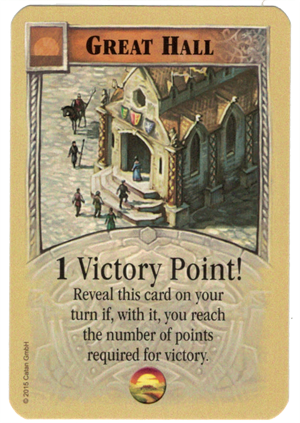 GREAT HALL
1 Victory Point!
Reveal this card on your
turn if, with it, you reach
the number of points
required for victory.
© 2015 Catan GmbH